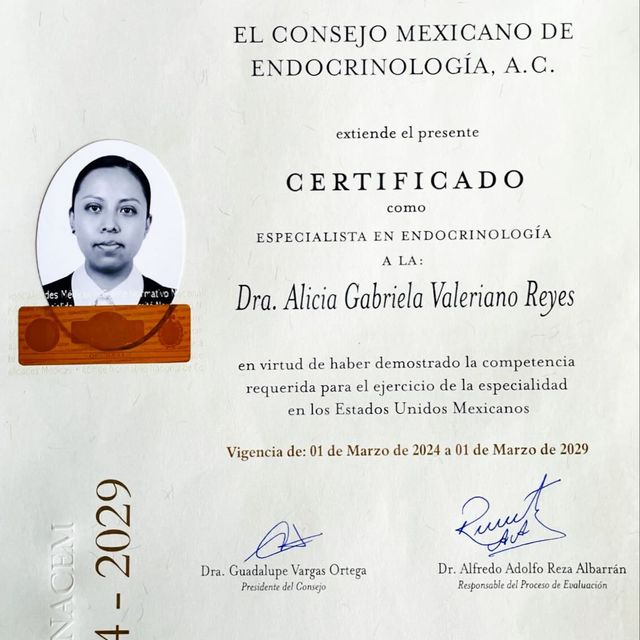 EL CONSEJO MEXICANO DE
ENDOCRINOLOGÍA, A.C.
extiende el presente
CERTIFICADO
como
ESPECIALISTA EN ENDOCRINOLOGÍA
A LA:
Dra. Alicia Gabriela Valeriano Reyes
en virtud de haber demostrado la competencia
requerida para el ejercicio de la especialidad
en los Estados Unidos Mexicanos
Vigencia de: 01 de Marzo de 2024 a 01 de Marzo de 2029
Dra. Guadalupe Vargas Ortega
Presidente del Consejo
Dr. Alfredo Adolfo Reza Albarrán
Responsable del Proceso de Evaluación
NACEM
4 - 2029